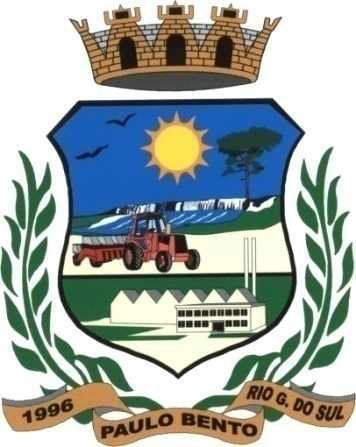 1996
PAULO BENTO
RIO G. DO SUL